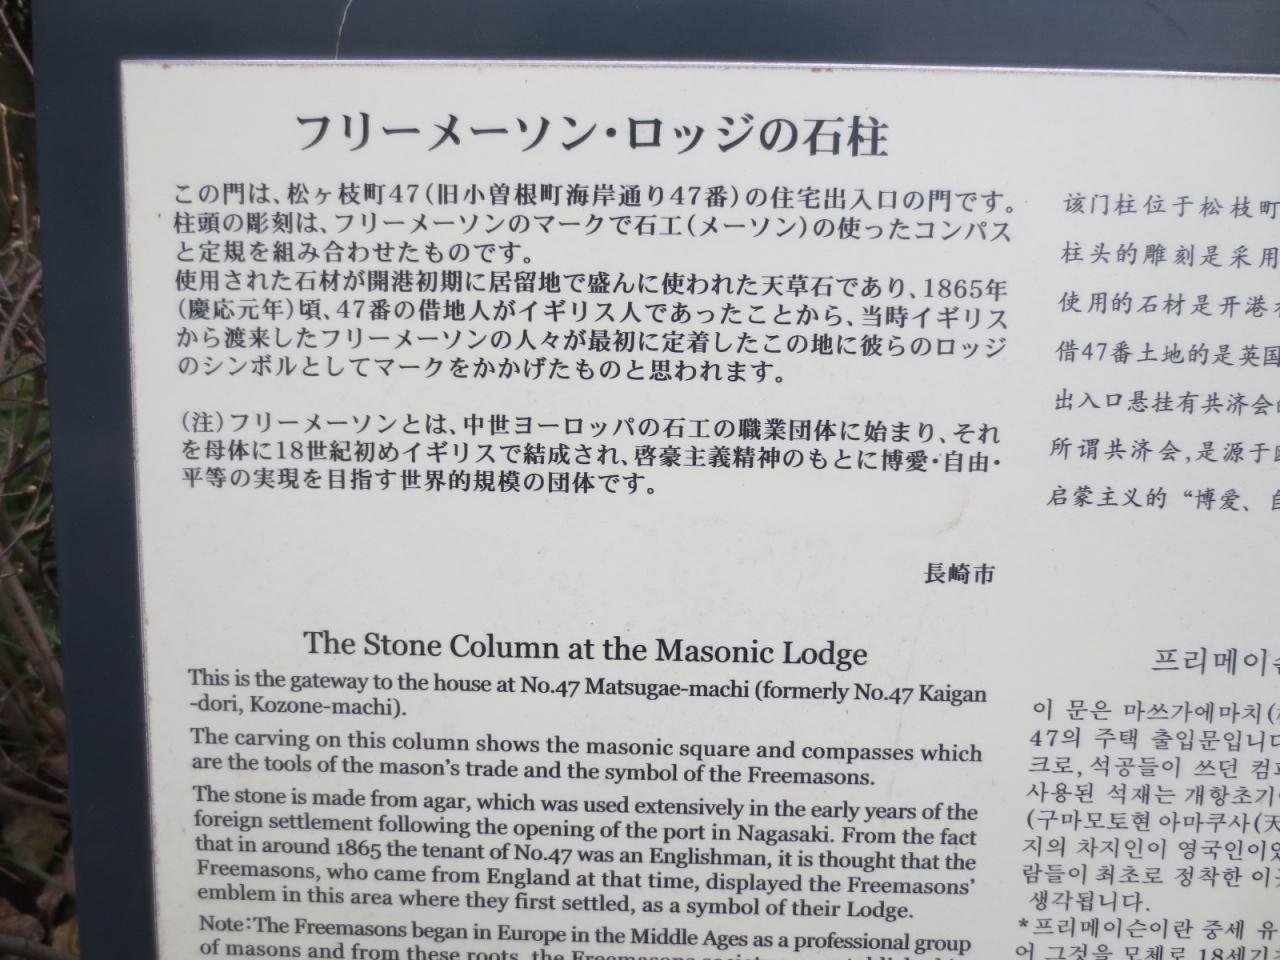 フリーメーソン・ロッジの石柱
この門は、松ヶ枝町47(旧小曽根町海岸通り47番)の住宅出入口の門です。
柱頭の彫刻は、フリーメーソンのマークで石工(メーソン)の使ったコンパス
と定規を組み合わせたものです。
使用された石材が開港初期に居留地で盛んに使われた天草石であり、1865年
(慶応元年)頃、47番の借地人がイギリス人であったことから、当時イギリス
から渡来したフリーメーソンの人々が最初に定着したこの地に彼らのロッジ
のシンボルとしてマークをかかげたものと思われます。
(注)フリーメーソンとは、中世ヨーロッパの石工の職業団体に始まり、それ
を母体に18世紀初めイギリスで結成され、啓豪主義精神のもとに博愛・自由・
平等の実現を目指す世界的規模の団体です。
長崎市
The Stone Column at the Masonic Lodge
This is the gateway to the house at No.47 Matsugae-machi (formerly No.47 Kaigan
-dori, Kozone-machi).
The carving on this column shows the masonic square and compasses which
are the tools of the mason's trade and the symbol of the Freemasons.
The stone is made from agar, which was used extensively in the early years of the
foreign settlement following the opening of the port in Nagasaki. From the fact
that in around 1865 the tenant of No.47 was an Englishman, it is thought that the
Freemasons, who came from England at that time, displayed the Freemasons'
emblem in this area where they first settled, as a symbol of their Lodge.
Note:The Freemasons began in Europe in the Middle Ages as a professional group
of masons and from these roots, the Freemasons
该门柱位于松枝町
柱头的雕刻是采用
使用的石材是开港
借47番土地的是英国
出入口悬挂有共济会
所谓共济会,是源于
启蒙主义的“博爱、
프리메이슨
이 문은 마쓰가에마치(
47의 주택 출입문입니다
크로, 석공들이 쓰던 컴
사용된 석재는 개항초기
(구마모토현 아마쿠사(天
지의 차지인이 영국인이었
람들이 최초로 정착한 이
생각됩니다.
*프리메이슨이란 중세 유
어 그것을 모체로 18세기